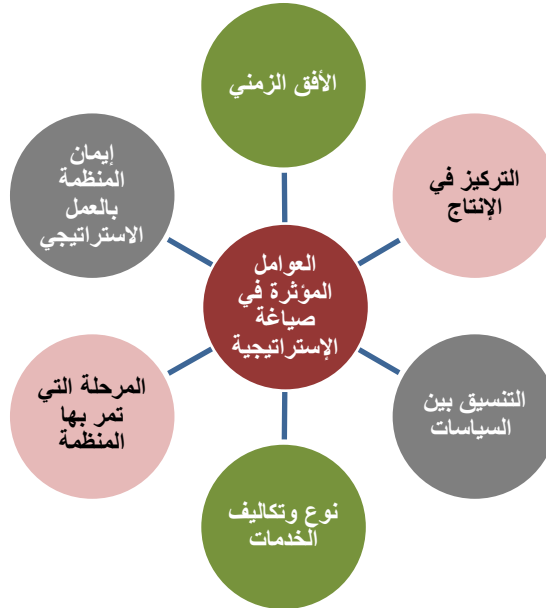 الأفق الزمني
التركيز في
الإنتاج
التنسيق بين
السياسات
نوع وتكاليف
الخدمات
المرحلة التي
تمر بها
المنظمة
إيمان
المنظمة
بالعمل
الاستراتيجي
العوامل
المؤثرة في
صياغة
الإستراتيجية